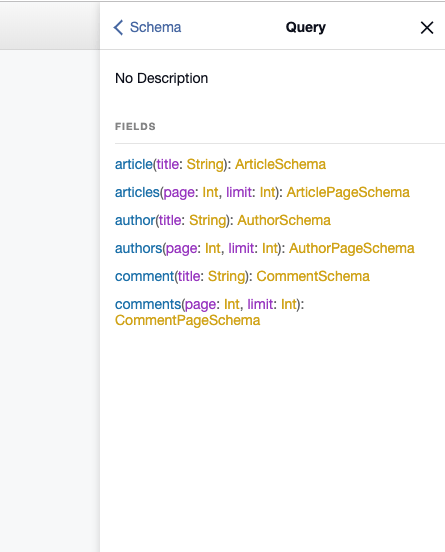 Schema
Query
No Description
FIELDS
article(title: String): ArticleSchema
articles(page: Int, limit: Int): ArticlePageSchema
author(title: String): AuthorSchema
authors(page: Int, limit: Int): AuthorPageSchema
comment(title: String): CommentSchema
comments(page: Int, limit: Int):
CommentPageSchema